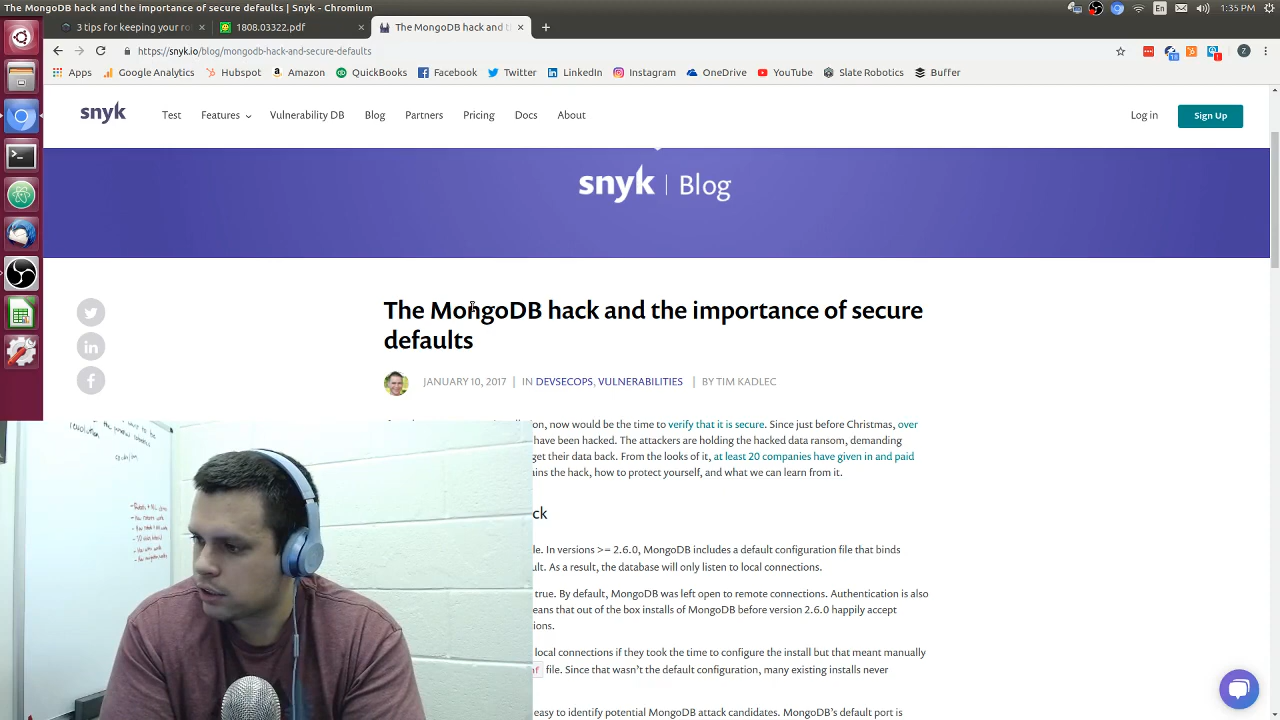 The MongoDB hack and the importance of secure defaults | Snyk - Chromium
En
1:35 PM
3 tips for keeping your ro
1808.03322.pdf
The MongoDB hack and t
https://snyk.io/blog/mongodb-hack-and-secure-defaults
Z
Apps
Google Analytics
Hubspot
Amazon
QuickBooks
Facebook
Twitter
LinkedIn
Instagram
OneDrive
YouTube
Slate Robotics
Buffer
snyk
Test
Features
Vulnerability DB
Blog
Partners
Pricing
Docs
About
Log in
Sign Up
snyk | Blog
The MongoDB hack and the importance of secure
defaults
JANUARY 10, 2017 | IN DEVSECOPS, VULNERABILITIES | BY TIM KADLEC
on, now would be the time to verify that it is secure. Since just before Christmas, over
have been hacked. The attackers are holding the hacked data ransom, demanding
get their data back. From the looks of it, at least 20 companies have given in and paid
ains the hack, how to protect yourself, and what we can learn from it.
ck
le. In versions >= 2.6.0, MongoDB includes a default configuration file that binds
ult. As a result, the database will only listen to local connections.
true. By default, MongoDB was left open to remote connections. Authentication is also
eans that out of the box installs of MongoDB before version 2.6.0 happily accept
ions.
local connections if they took the time to configure the install but that meant manually
nf file. Since that wasn't the default configuration, many existing installs never
easy to identify potential MongoDB attack candidates. MongoDB's default port is